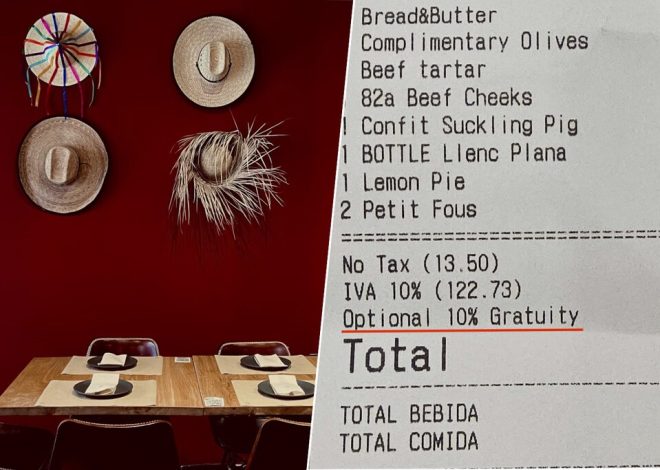 Bread&Butter
Complimentary Olives
Beef tartar
82a Beef Cheeks
1 Confit Suckling Pig
1 BOTTLE Llenc Plana
1 Lemon Pie
2 Petit Fous
No Tax (13.50)
IVA 10% (122.73)
Optional 10% Gratuity
Total
TOTAL BEBIDA
TOTAL COMIDA